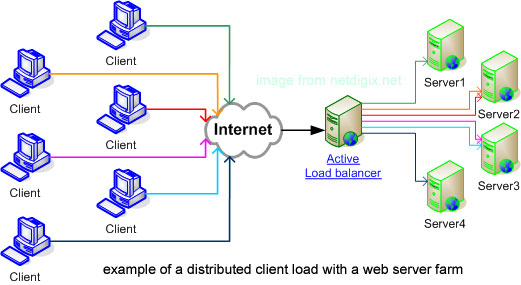 Client
image from netdigix.net
Server1
Client
Server2
Client
Internet
Active
Load balancer
Client
Server3
Client
Server4
Client
example of a distributed client load with a web server farm